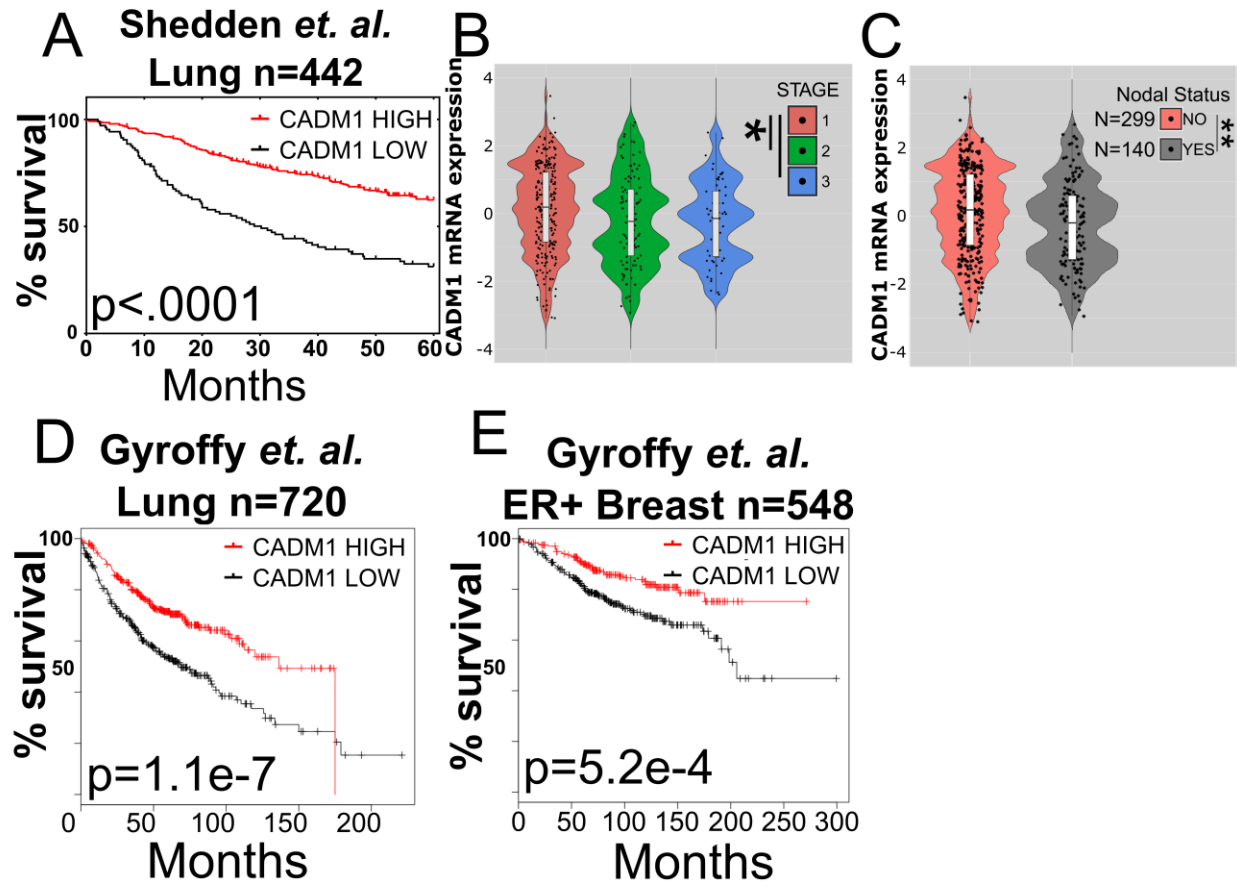 A
Shedden et. al.
Lung n=442
% survival
100
50
0
CADM1 HIGH
CADM1 LOW
p<.0001
0 10 20 30 40 50 60
Months
B
CADM1 mRNA expression
4
2
0
-2
-4
STAGE
1
2
3
*
C
CADM1 mRNA expression
4
2
0
-2
-4
Nodal Status
N=299 NO
N=140 YES
**
D
Gyroffy et. al.
Lung n=720
% survival
100
50
CADM1 HIGH
CADM1 LOW
p=1.1e-7
0 50 100 150 200
Months
E
Gyroffy et. al.
ER+ Breast n=548
% survival
100
50
CADM1 HIGH
CADM1 LOW
p=5.2e-4
0 50 100 150 200 250 300
Months